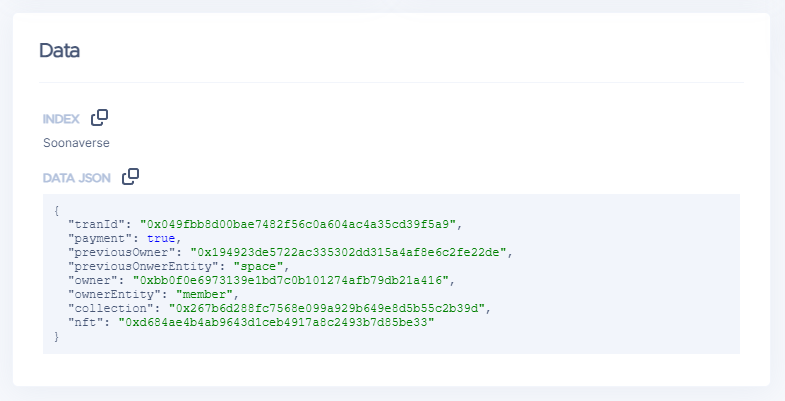 Data
INDEX
Soonaverse
DATA JSON
{
"tranId": "0x049fbb8d00bae7482f56c0a604ac4a35cd39f5a9",
"payment": true,
"previousOwner": "0x194923de5722ac335302dd315a4af8e6c2fe22de",
"previousOnwerEntity": "space",
"owner": "0xbb0f0e6973139e1bd7c0b101274afb79db21a416",
"ownerEntity": "member",
"collection": "0x267b6d288fc7568e099a929b649e8d5b55c2b39d",
"nft": "0xd684ae4b4ab9643d1ceb4917a8c2493b7d85be33"
}